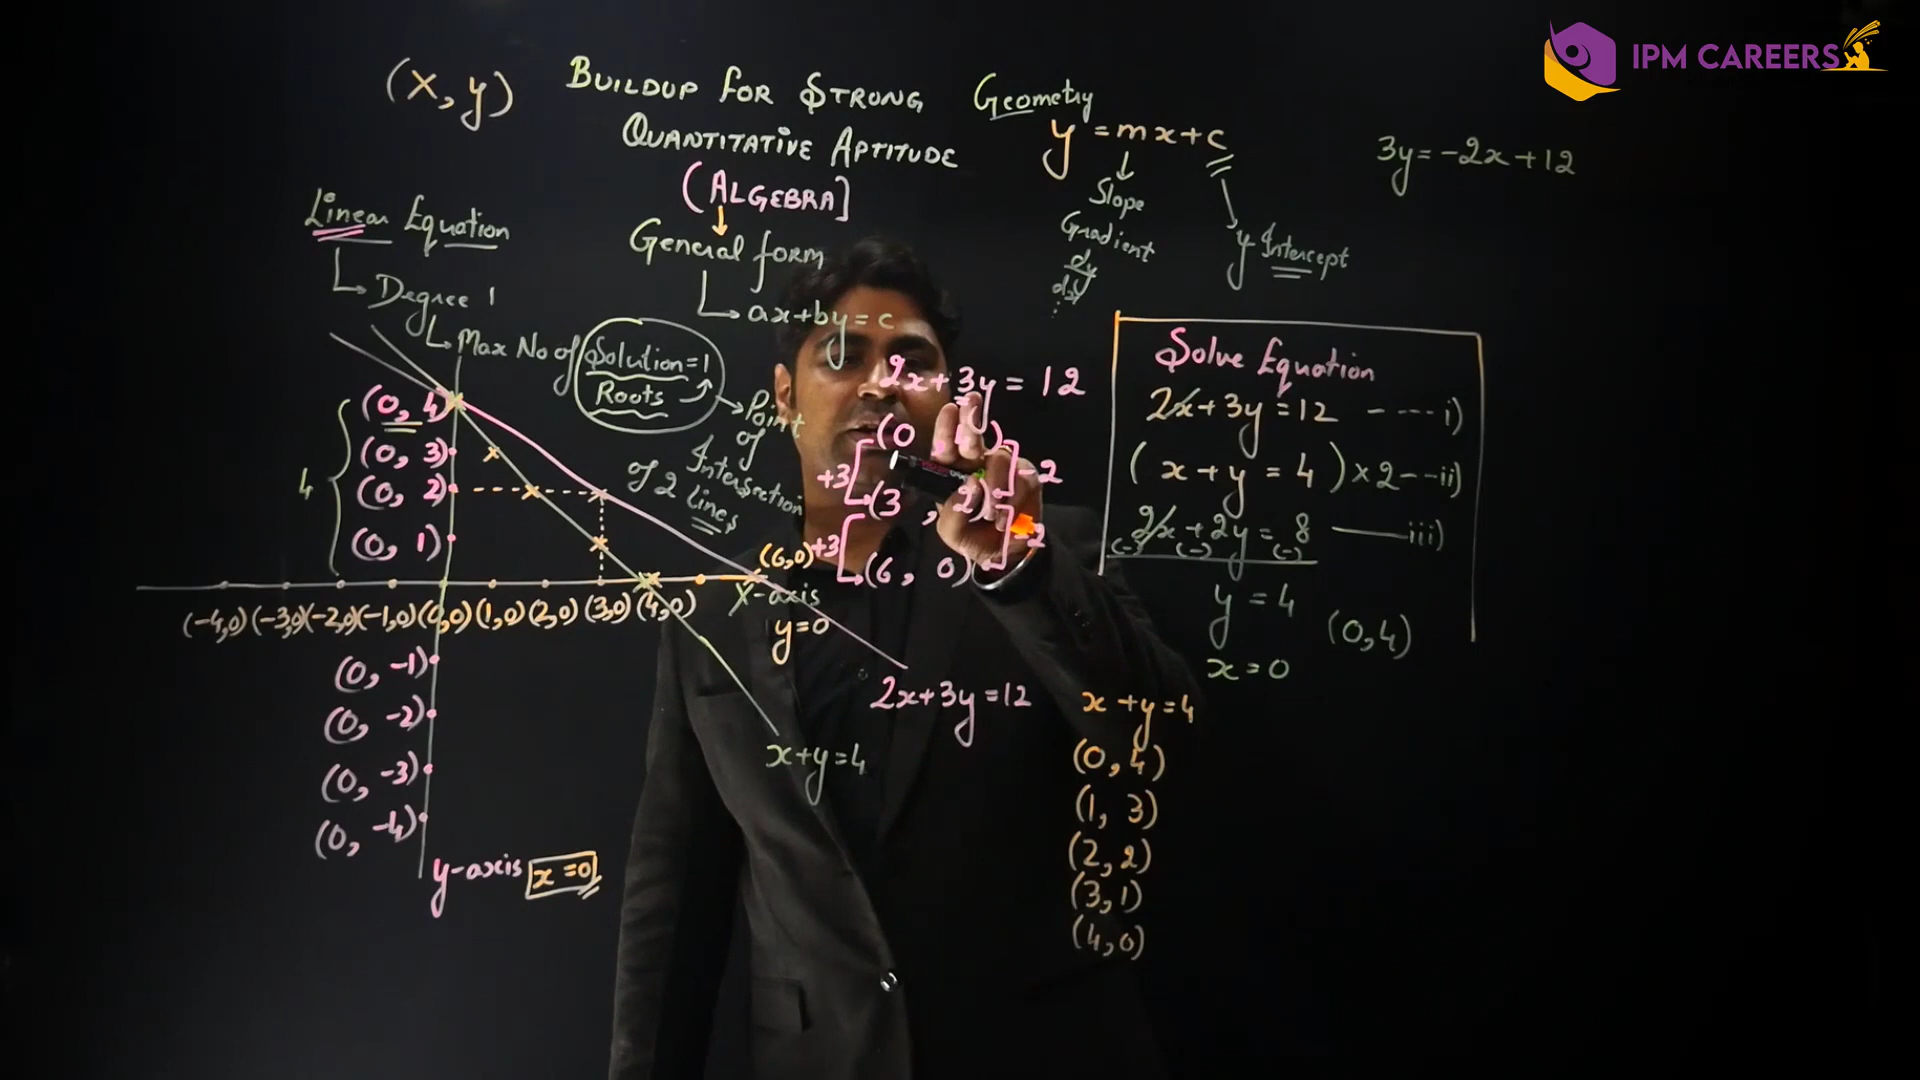 IPM CAREERS
(x, y)
BUILDUP FOR STRONG
QUANTITATIVE APTITUDE
(ALGEBRA]
General form
ax+by=c
Geometry
y = mx+c
Slope
Gradient
dy
dx
y Intercept
3y = -2x+12
Linear Equation
Degree 1
Max No of Solution=1
Roots
Point
of
Intersection
of 2 Lines
4
(0, 4)
(0, 3)
(0, 2)
(0, 1)
(-4,0) (-3,0) (-2,0) (-1,0) (0,0) (1,0) (2,0) (3,0) (4,0)
(6,0)
X-axis
y=0
(0, -1)
(0, -2)
(0, -3)
(0, -4)
y-axis x=0
x+y=4
2x+3y=12
2x+3y = 12
(0, )
+3 -2
(3, 2)
+3 -2
(6, 0)
Solve Equation
2x+3y=12 ---- i)
(x+y=4)×2--ii)
2x+2y=8 —— iii)
(-) (-) (-)
y=4
(0,4)
x=0
x+y=4
(0, 4)
(1, 3)
(2, 2)
(3, 1)
(4, 0)